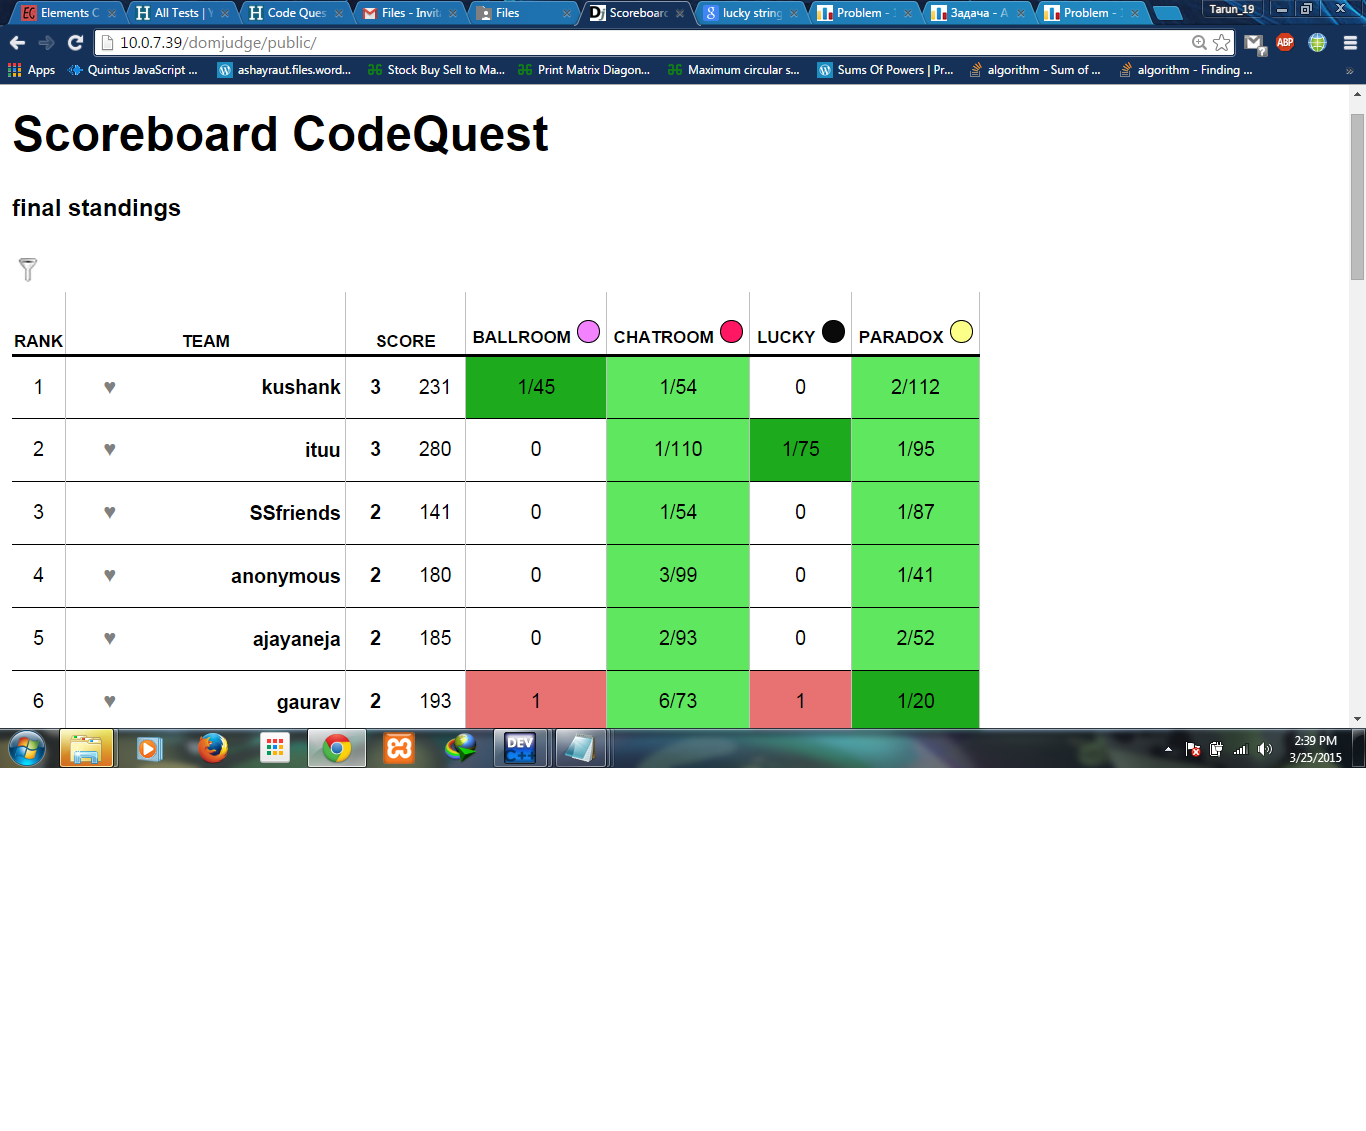 Elements C
All Tests | Y
Code Ques
Files - Invit
Files
Scoreboard
lucky string
Problem - 1
Задача - A
Problem - 1
Tarun_19
10.0.7.39/domjudge/public/
ABP
Apps
Quintus JavaScript ...
ashayraut.files.word...
Stock Buy Sell to Ma...
Print Matrix Diagon...
Maximum circular s...
Sums Of Powers | Pr...
algorithm - Sum of ...
algorithm - Finding ...
»
Scoreboard CodeQuest
final standings
RANK TEAM SCORE BALLROOM CHATROOM LUCKY PARADOX
1 ♥ kushank 3 231 1/45 1/54 0 2/112
2 ♥ ituu 3 280 0 1/110 1/75 1/95
3 ♥ SSfriends 2 141 0 1/54 0 1/87
4 ♥ anonymous 2 180 0 3/99 0 1/41
5 ♥ ajayaneja 2 185 0 2/93 0 2/52
6 ♥ gaurav 2 193 1 6/73 1 1/20
DEV
C++
2:39 PM
3/25/2015